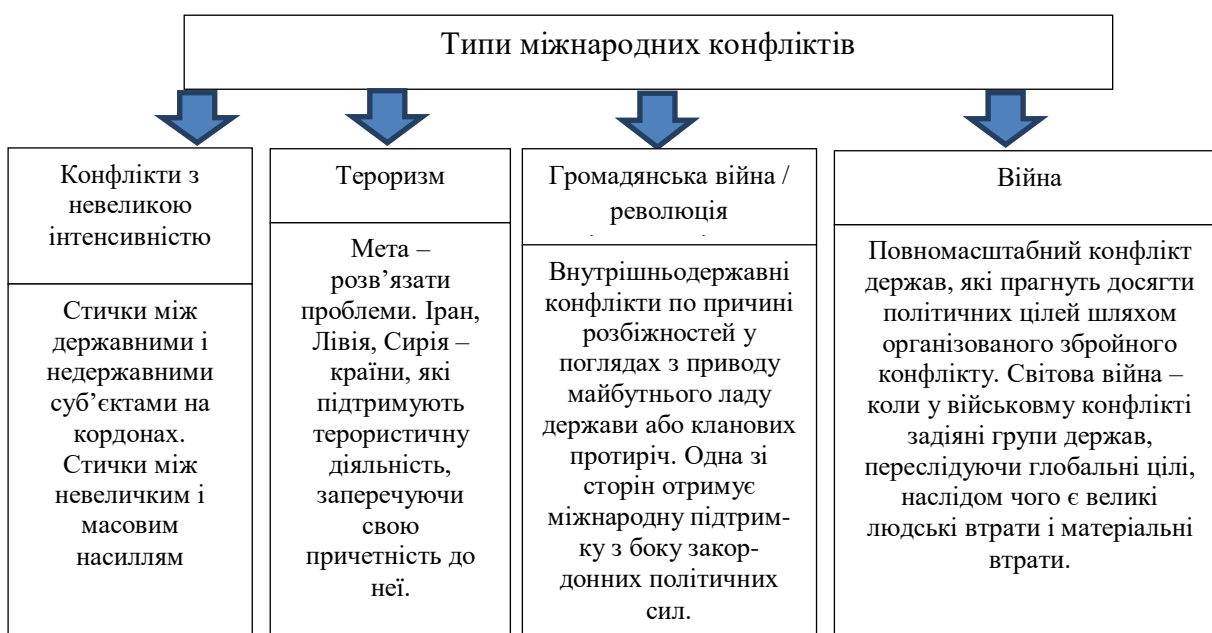 Типи міжнародних конфліктів
Конфлікти з
невеликою
інтенсивністю
Стички між
державними і
недержавними
суб’єктами на
кордонах.
Стички між
невеличким і
масовим
насиллям
Тероризм
Мета –
розв’язати
проблеми. Іран,
Лівія, Сирія –
країни, які
підтримують
терористичну
діяльність,
заперечуючи
свою
причетність до
неї.
Громадянська війна /
революція
Внутрішньодержавні
конфлікти по причині
розбіжностей у
поглядах з приводу
майбутнього ладу
держави або кланових
протиріч. Одна зі
сторін отримує
міжнародну підтрим-
ку з боку закор-
донних політичних
сил.
Війна
Повномасштабний конфлікт
держав, які прагнуть досягти
політичних цілей шляхом
організованого збройного
конфлікту. Світова війна –
коли у військовму конфлікті
задіяні групи держав,
переслідуючи глобальні цілі,
наслідом чого є великі
людські втрати і матеріальні
втрати.